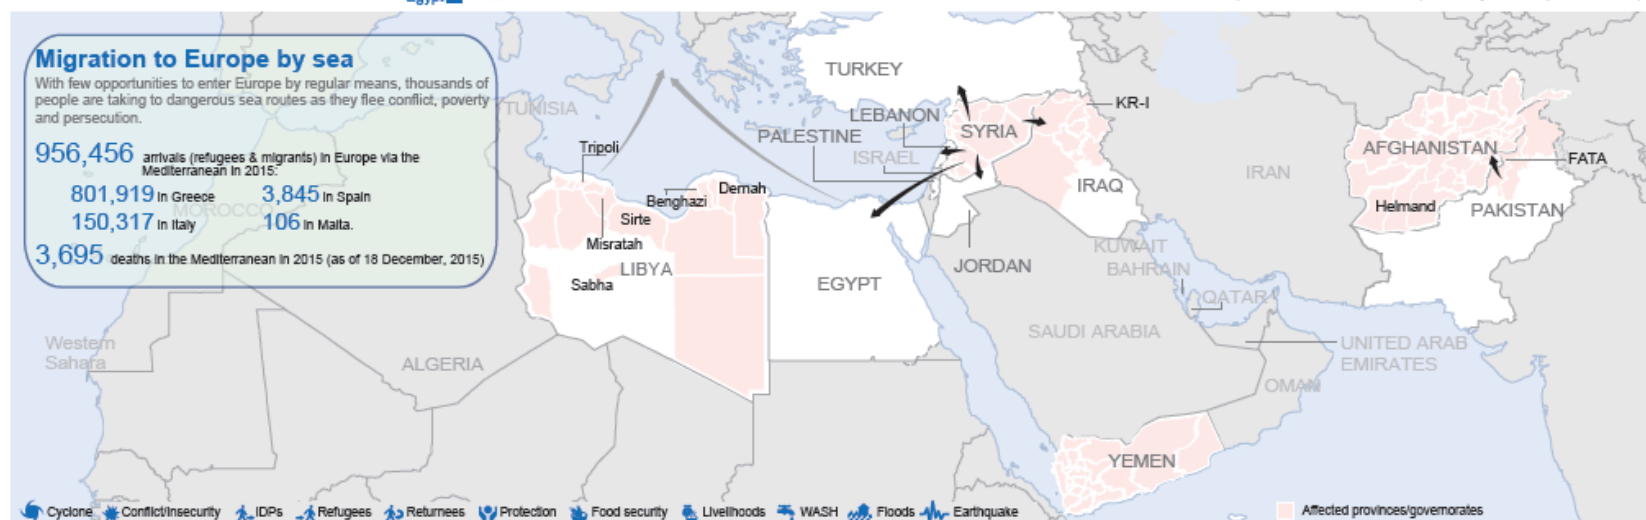 Egypt
Migration to Europe by sea
With few opportunities to enter Europe by regular means, thousands of
people are taking to dangerous sea routes as they flee conflict, poverty
and persecution.
956,456 arrivals (refugees & migrants) in Europe via the
Mediterranean in 2015:
801,919 in Greece 3,845 in Spain
150,317 in Italy 106 in Malta.
3,695 deaths in the Mediterranean in 2015 (as of 18 December, 2015)
MOROCCO
TUNISIA
Western
Sahara
ALGERIA
Tripoli
Benghazi
Dernah
Sirte
Misratah
LIBYA
Sabha
EGYPT
TURKEY
LEBANON
PALESTINE
ISRAEL
SYRIA
KR-I
IRAQ
JORDAN
KUWAIT
BAHRAIN
QATAR
SAUDI ARABIA
UNITED ARAB
EMIRATES
OMAN
YEMEN
IRAN
AFGHANISTAN
FATA
Helmand
PAKISTAN
Cyclone Conflict/Insecurity IDPs Refugees Returnees Protection Food security Livelihoods WASH Floods Earthquake
Affected provinces/governorates